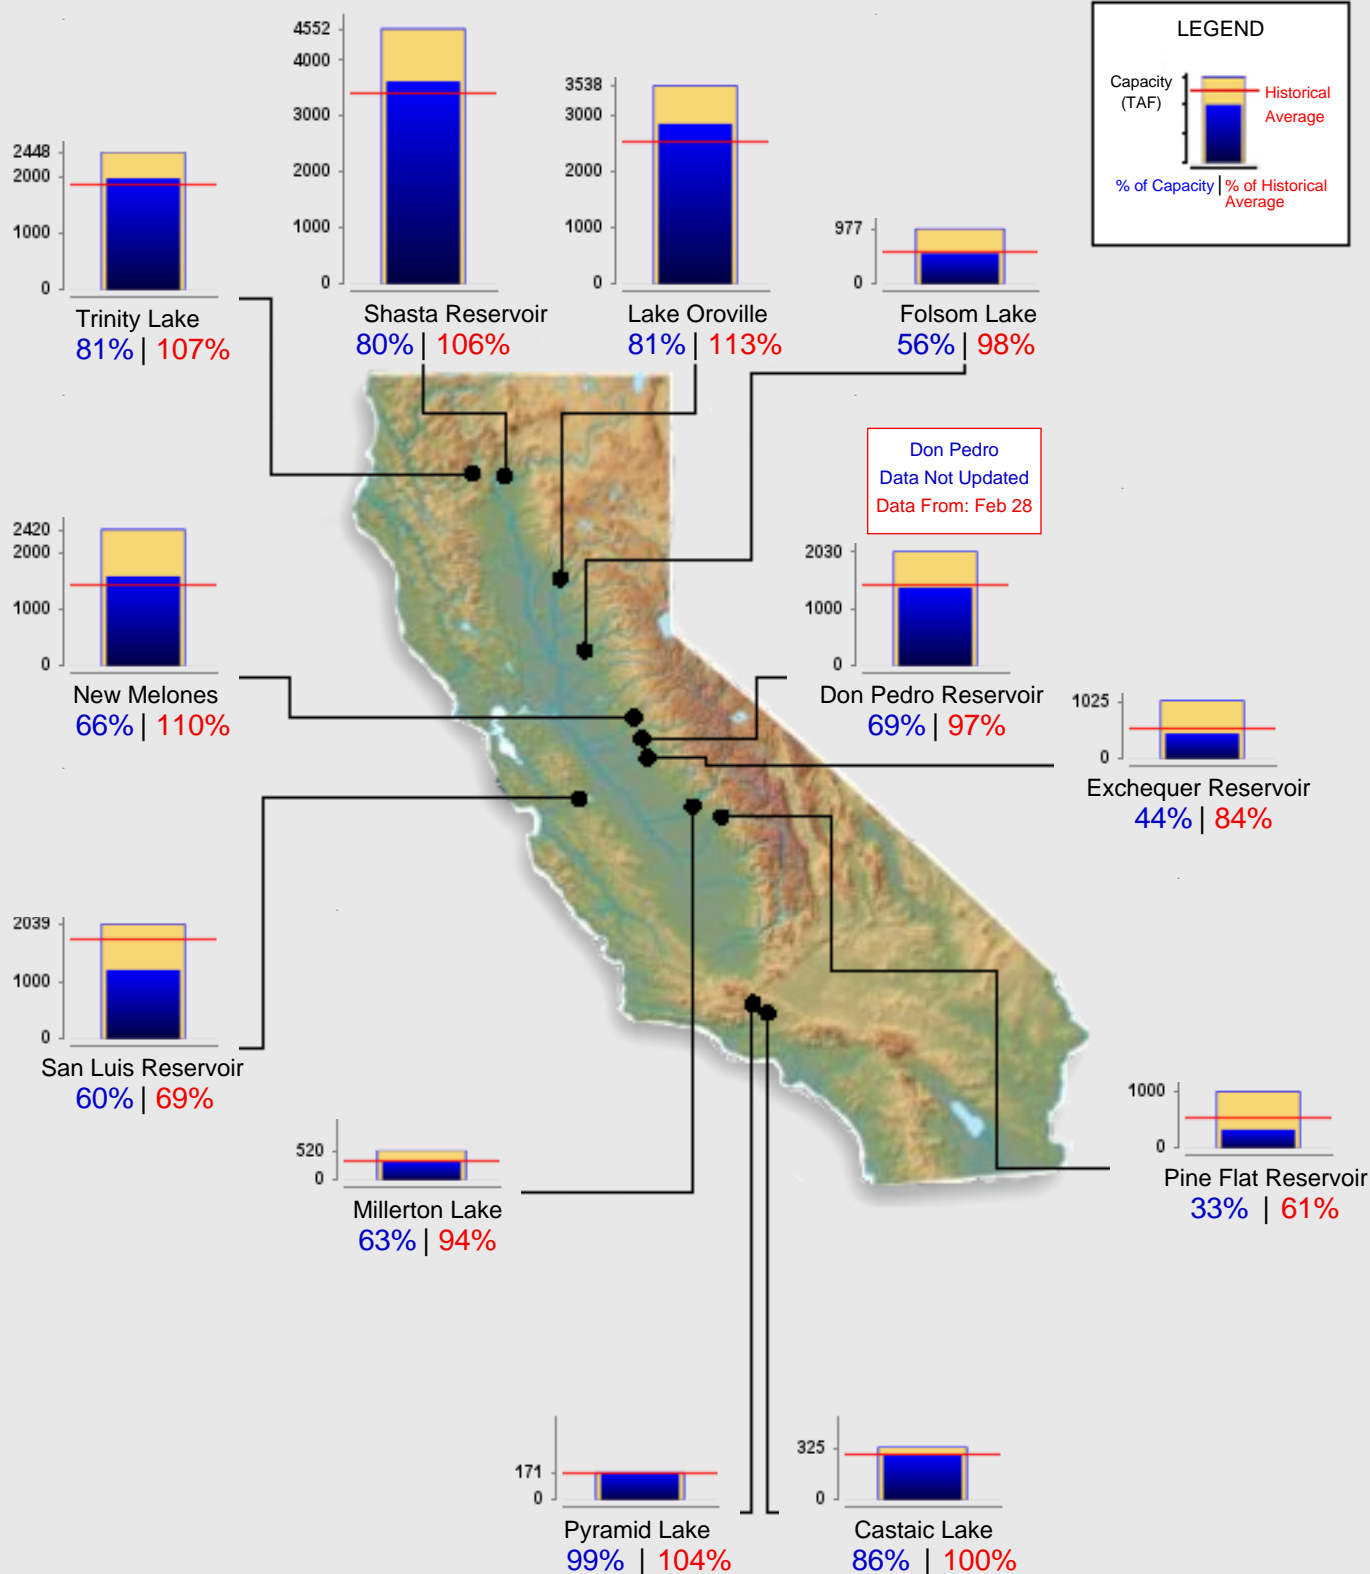 LEGEND
Capacity
(TAF)
Historical
Average
% of Capacity | % of Historical
Average
4552
4000
3000
2000
1000
0
Shasta Reservoir
80% | 106%
3538
3000
2000
1000
0
Lake Oroville
81% | 113%
2448
2000
1000
0
Trinity Lake
81% | 107%
977
0
Folsom Lake
56% | 98%
Don Pedro
Data Not Updated
Data From: Feb 28
2420
2000
1000
0
New Melones
66% | 110%
2030
1000
0
Don Pedro Reservoir
69% | 97%
1025
0
Exchequer Reservoir
44% | 84%
2039
1000
0
San Luis Reservoir
60% | 69%
520
0
Millerton Lake
63% | 94%
1000
0
Pine Flat Reservoir
33% | 61%
171
0
Pyramid Lake
99% | 104%
325
0
Castaic Lake
86% | 100%